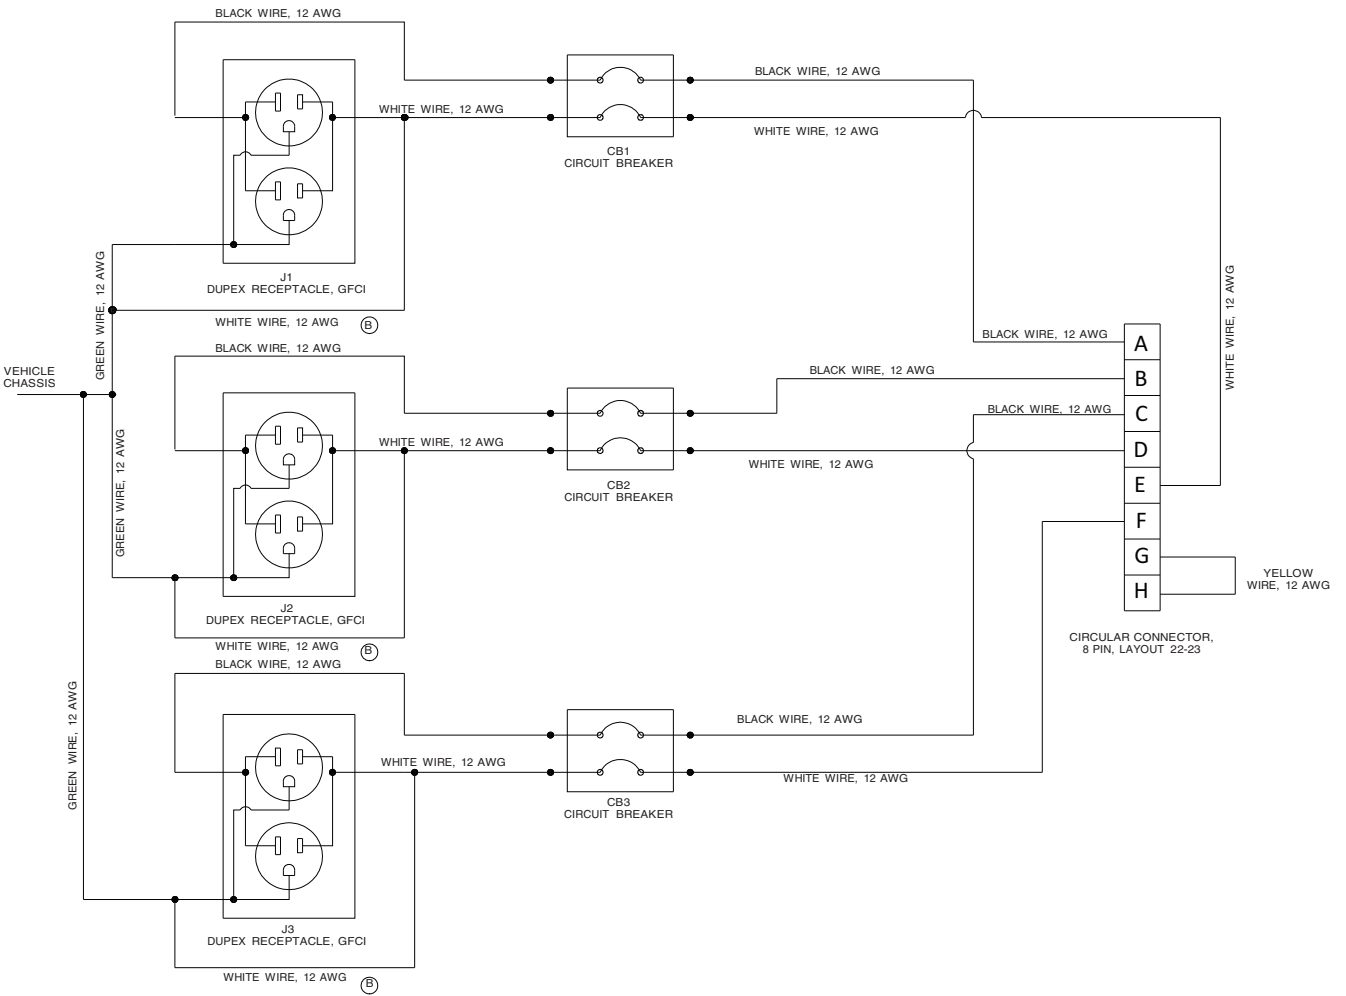 BLACK WIRE, 12 AWG
BLACK WIRE, 12 AWG
WHITE WIRE, 12 AWG
WHITE WIRE, 12 AWG
CB1
CIRCUIT BREAKER
GREEN WIRE, 12 AWG
J1
DUPEX RECEPTACLE, GFCI
WHITE WIRE, 12 AWG
B
WHITE WIRE, 12 AWG
BLACK WIRE, 12 AWG
A
BLACK WIRE, 12 AWG
VEHICLE
CHASSIS
BLACK WIRE, 12 AWG
B
BLACK WIRE, 12 AWG
C
GREEN WIRE, 12 AWG
WHITE WIRE, 12 AWG
WHITE WIRE, 12 AWG
D
CB2
CIRCUIT BREAKER
E
F
G
H
YELLOW
WIRE, 12 AWG
J2
DUPEX RECEPTACLE, GFCI
WHITE WIRE, 12 AWG
B
CIRCULAR CONNECTOR,
8 PIN, LAYOUT 22-23
BLACK WIRE, 12 AWG
GREEN WIRE, 12 AWG
BLACK WIRE, 12 AWG
WHITE WIRE, 12 AWG
WHITE WIRE, 12 AWG
CB3
CIRCUIT BREAKER
J3
DUPEX RECEPTACLE, GFCI
WHITE WIRE, 12 AWG
B